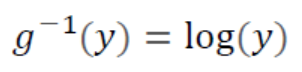 g⁻¹(y) = log(y)